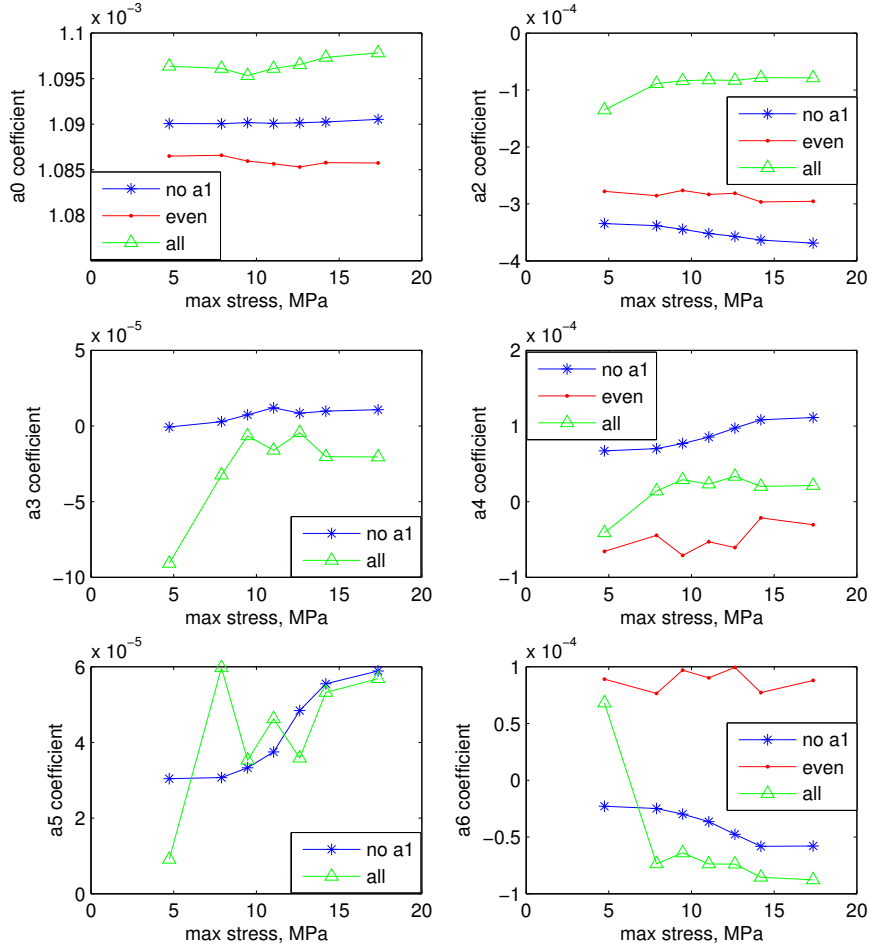 x 10−3
1.1
1.095
1.09
1.085
1.08
a0 coefficient
no a1
even
all
0 5 10 15 20
max stress, MPa
x 10−4
0
−1
−2
−3
−4
a2 coefficient
no a1
even
all
0 5 10 15 20
max stress, MPa
x 10−5
5
0
−5
−10
a3 coefficient
no a1
all
0 5 10 15 20
max stress, MPa
x 10−4
2
1
0
−1
a4 coefficient
no a1
even
all
0 5 10 15 20
max stress, MPa
x 10−5
6
4
2
0
a5 coefficient
no a1
all
0 5 10 15 20
max stress, MPa
x 10−4
1
0.5
0
−0.5
−1
a6 coefficient
no a1
even
all
0 5 10 15 20
max stress, MPa